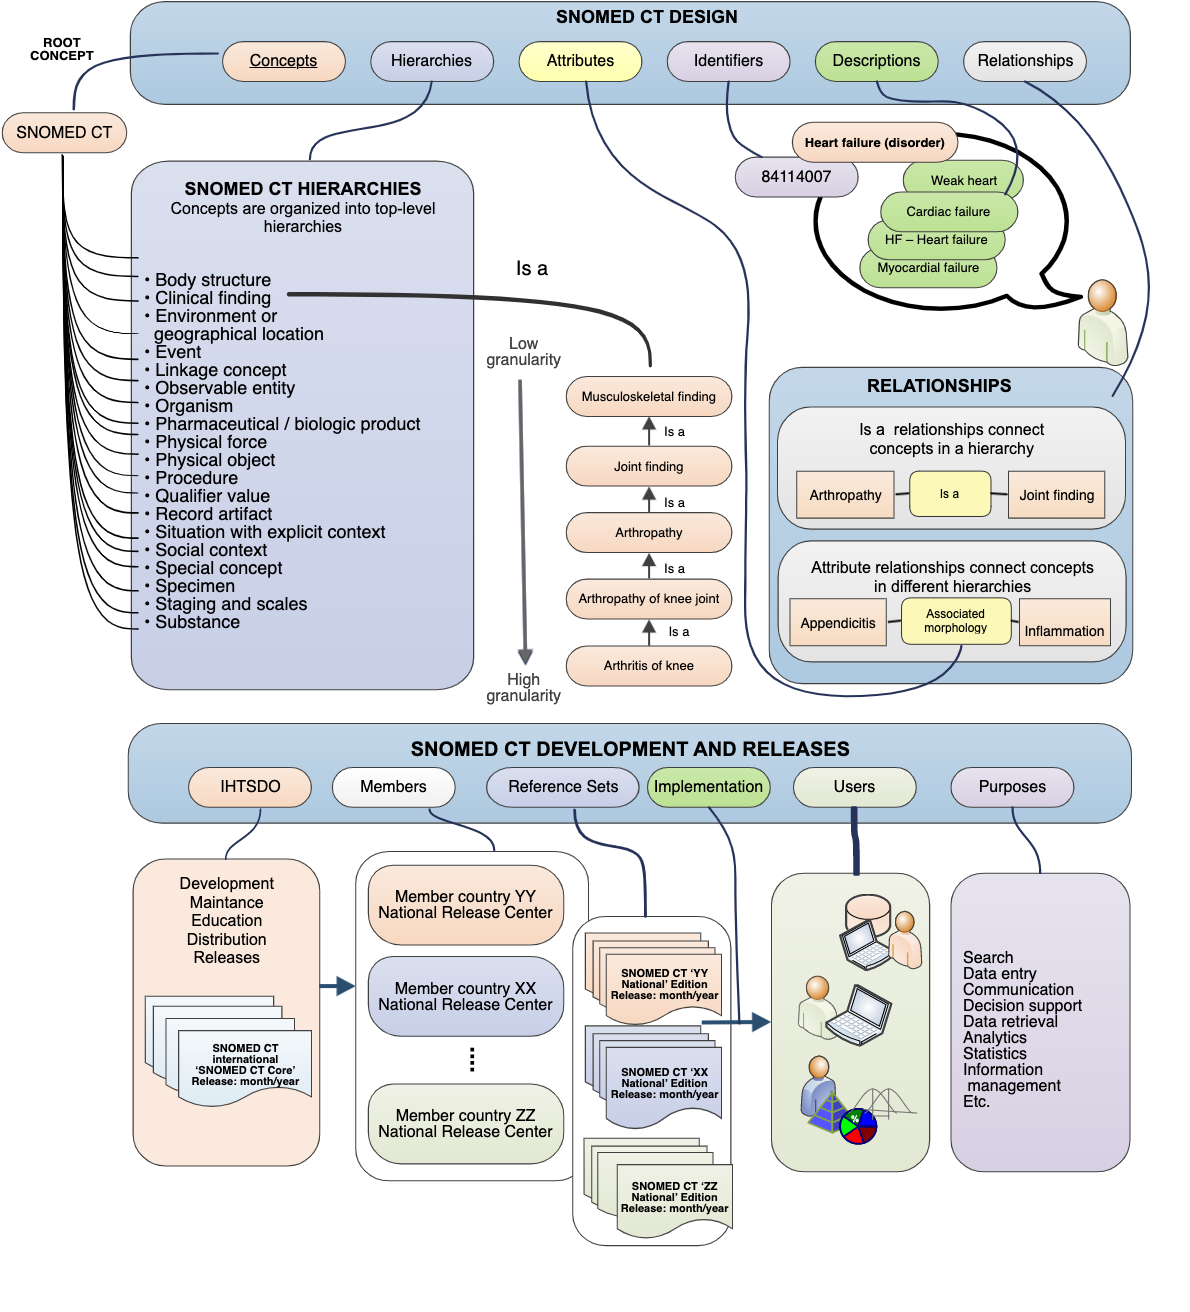 SNOMED CT DESIGN
ROOT
CONCEPT
Concepts
Hierarchies
Attributes
Identifiers
Descriptions
Relationships
SNOMED CT
Heart failure (disorder)
84114007
Weak heart
Cardiac failure
HF – Heart failure
Myocardial failure
SNOMED CT HIERARCHIES
Concepts are organized into top-level
hierarchies
· Body structure
· Clinical finding
· Environment or
geographical location
· Event
· Linkage concept
· Observable entity
· Organism
· Pharmaceutical / biologic product
· Physical force
· Physical object
· Procedure
· Qualifier value
· Record artifact
· Situation with explicit context
· Social context
· Special concept
· Specimen
· Staging and scales
· Substance
Is a
Low
granularity
High
granularity
Musculoskeletal finding
Is a
Joint finding
Is a
Arthropathy
Is a
Arthropathy of knee joint
Is a
Arthritis of knee
RELATIONSHIPS
Is a relationships connect
concepts in a hierarchy
Arthropathy
Is a
Joint finding
Attribute relationships connect concepts
in different hierarchies
Appendicitis
Associated
morphology
Inflammation
SNOMED CT DEVELOPMENT AND RELEASES
IHTSDO
Members
Reference Sets
Implementation
Users
Purposes
Development
Maintance
Education
Distribution
Releases
SNOMED CT
international
'SNOMED CT Core'
Release: month/year
Member country YY
National Release Center
Member country XX
National Release Center
Member country ZZ
National Release Center
SNOMED CT 'YY
National' Edition
Release: month/year
SNOMED CT 'XX
National' Edition
Release: month/year
SNOMED CT 'ZZ
National' Edition
Release: month/year
%
Search
Data entry
Communication
Decision support
Data retrieval
Analytics
Statistics
Information
management
Etc.